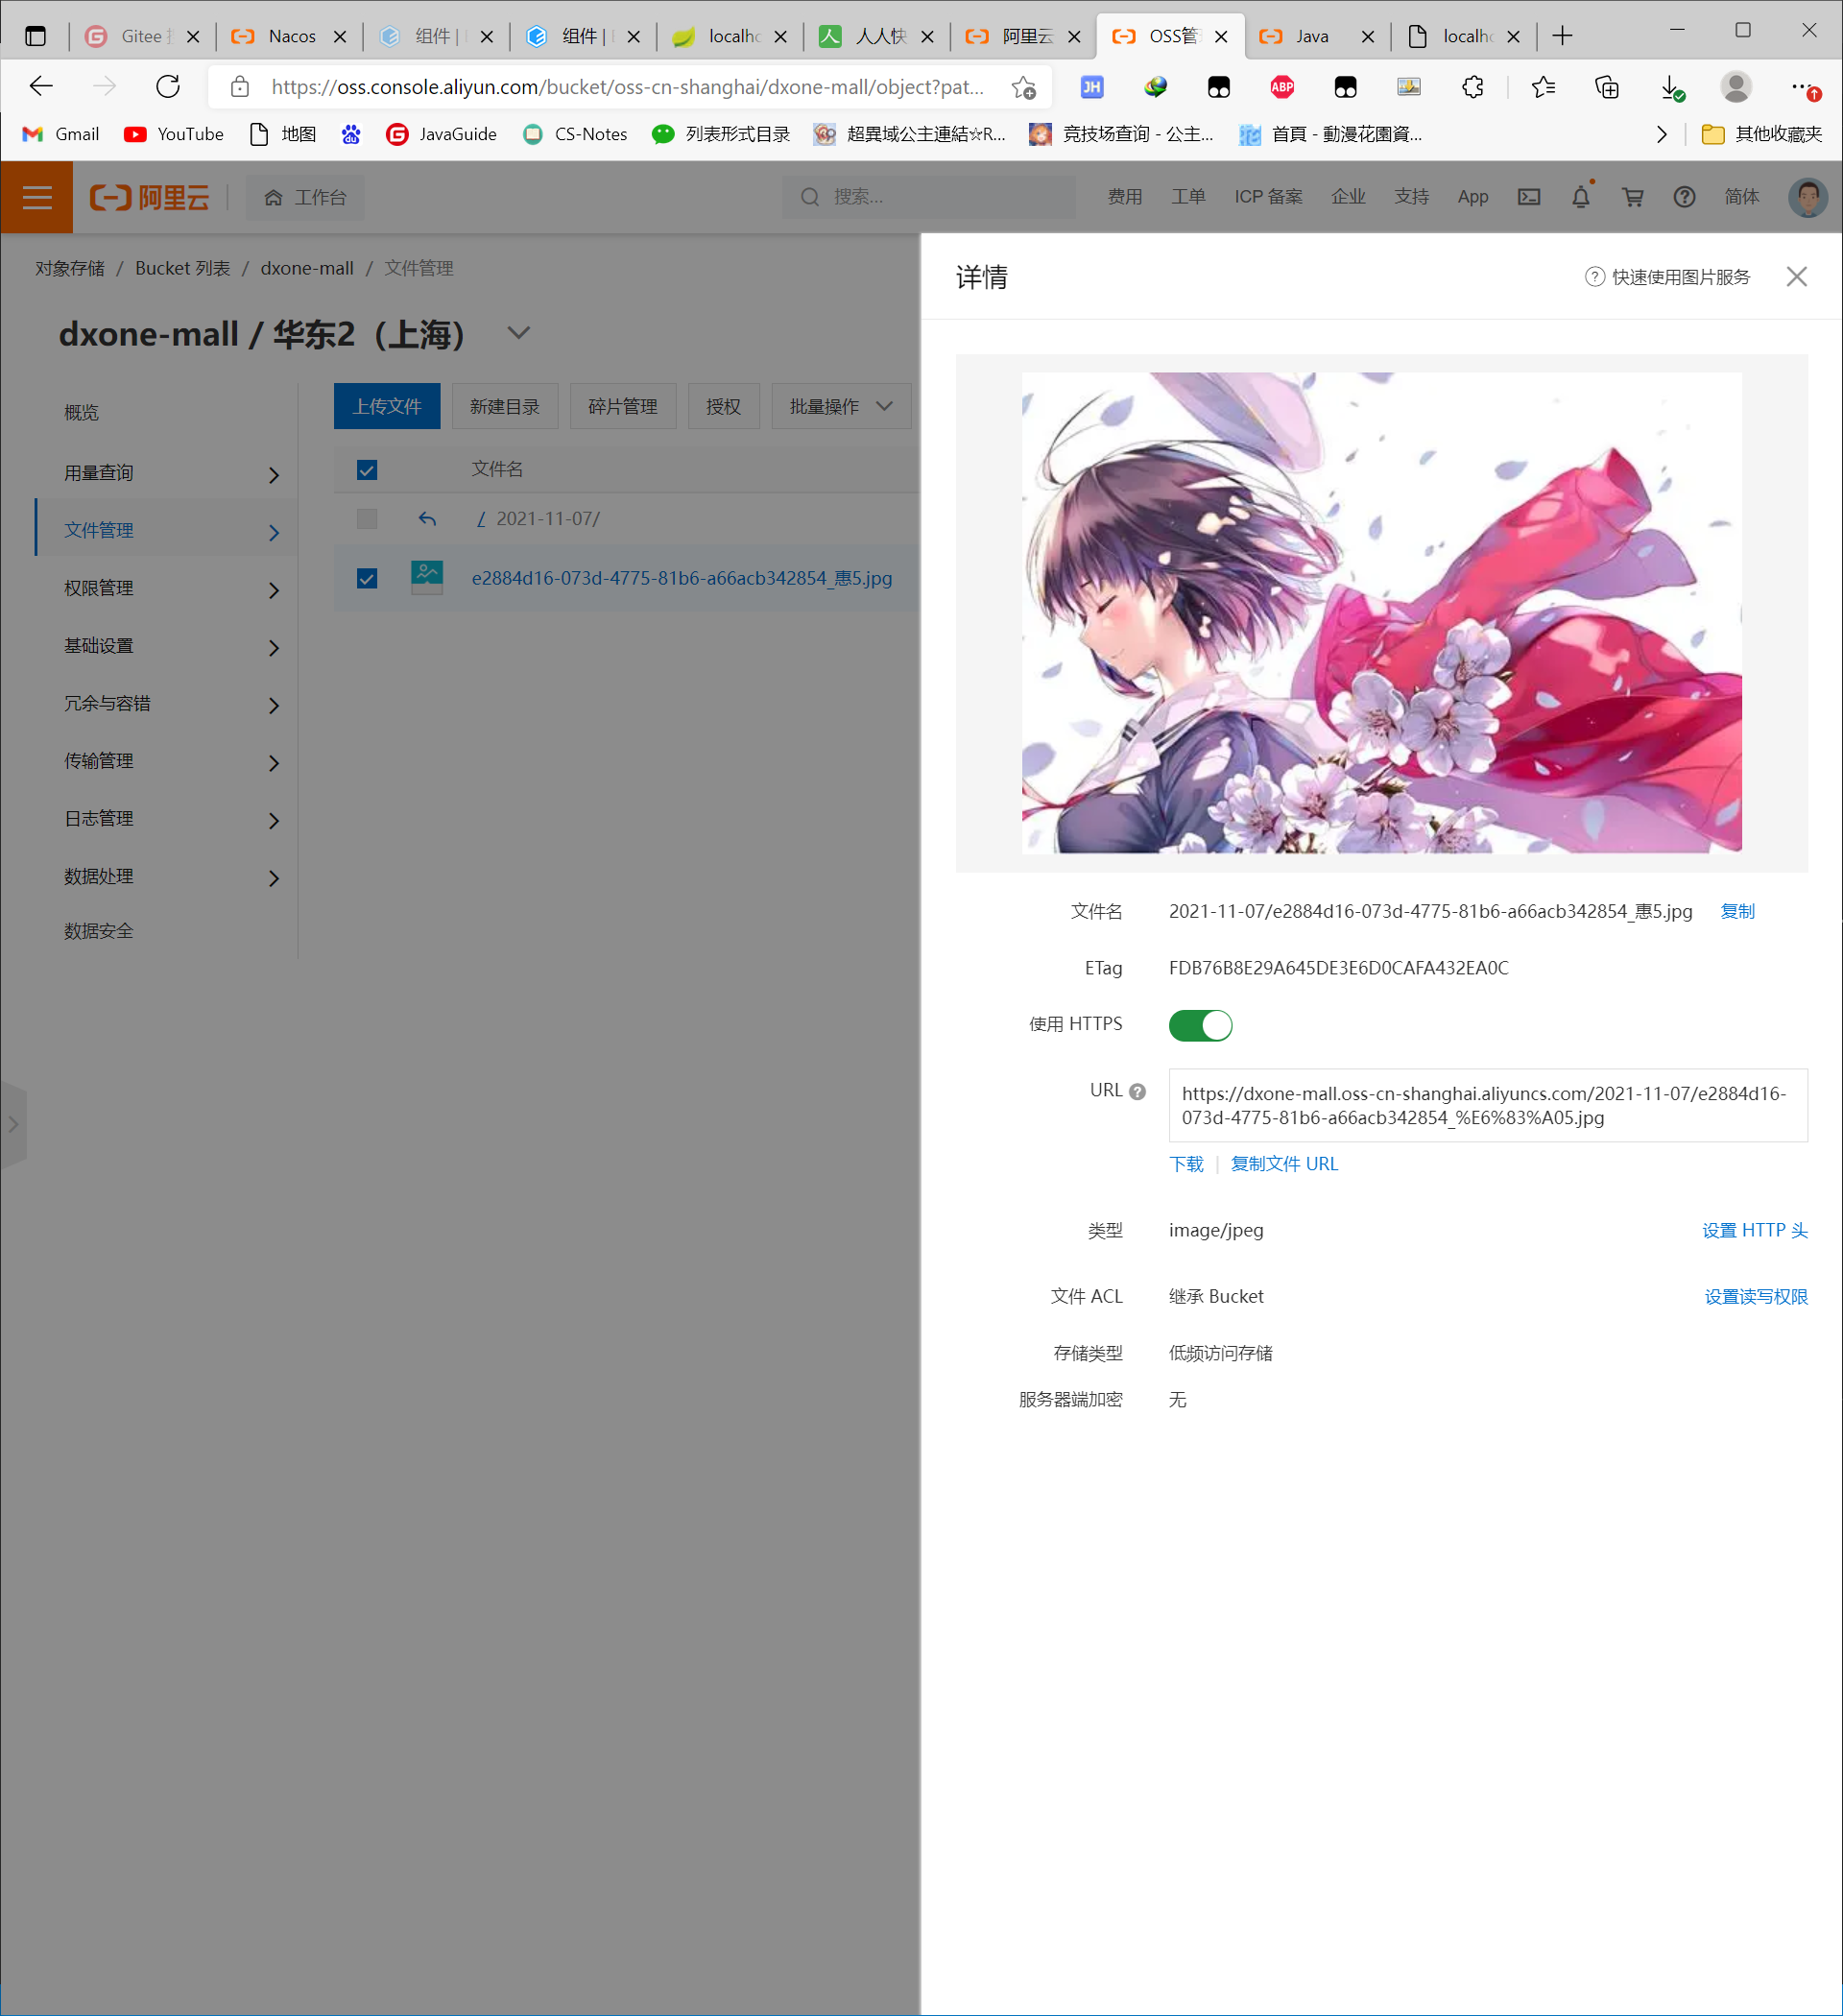 Gitee
Nacos
组件 |
组件 |
localhc
人人快
阿里云
OSS管
Java
localhc
https://oss.console.aliyun.com/bucket/oss-cn-shanghai/dxone-mall/object?pat...
JH
ABP
Gmail
YouTube
地图
JavaGuide
CS-Notes
列表形式目录
超異域公主連結☆R...
竞技场查询 - 公主...
首頁 - 動漫花園資...
其他收藏夹
阿里云
工作台
搜索...
费用
工单
ICP 备案
企业
支持
App
简体
对象存储 / Bucket 列表 / dxone-mall / 文件管理
dxone-mall / 华东2（上海）
概览
用量查询
文件管理
权限管理
基础设置
冗余与容错
传输管理
日志管理
数据处理
数据安全
上传文件
新建目录
碎片管理
授权
批量操作
文件名
/ 2021-11-07/
e2884d16-073d-4775-81b6-a66acb342854_惠5.jpg
详情
快速使用图片服务
文件名 2021-11-07/e2884d16-073d-4775-81b6-a66acb342854_惠5.jpg 复制
ETag FDB76B8E29A645DE3E6D0CAFA432EA0C
使用 HTTPS
URL https://dxone-mall.oss-cn-shanghai.aliyuncs.com/2021-11-07/e2884d16-
073d-4775-81b6-a66acb342854_%E6%83%A05.jpg
下载 | 复制文件 URL
类型 image/jpeg 设置 HTTP 头
文件 ACL 继承 Bucket 设置读写权限
存储类型 低频访问存储
服务器端加密 无